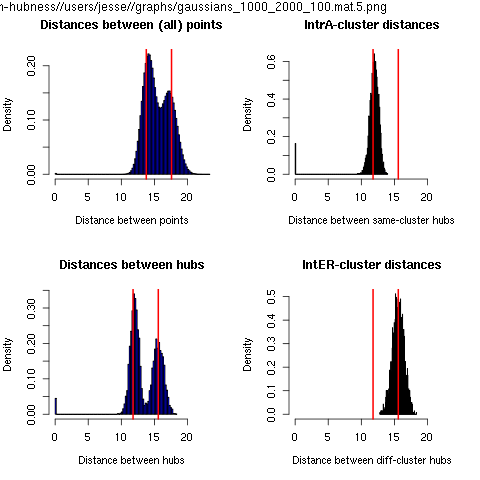 n-hubness//users/jesse//graphs/gaussians_1000_2000_100.mat.5.png
Distances between (all) points
IntrA-cluster distances
Density
0.00 0.10 0.20
0 5 10 15 20
Distance between points
Density
0.0 0.2 0.4 0.6
0 5 10 15 20
Distance between same-cluster hubs
Distances between hubs
IntER-cluster distances
Density
0.00 0.10 0.20 0.30
0 5 10 15 20
Distance between hubs
Density
0.0 0.1 0.2 0.3 0.4 0.5
0 5 10 15 20
Distance between diff-cluster hubs